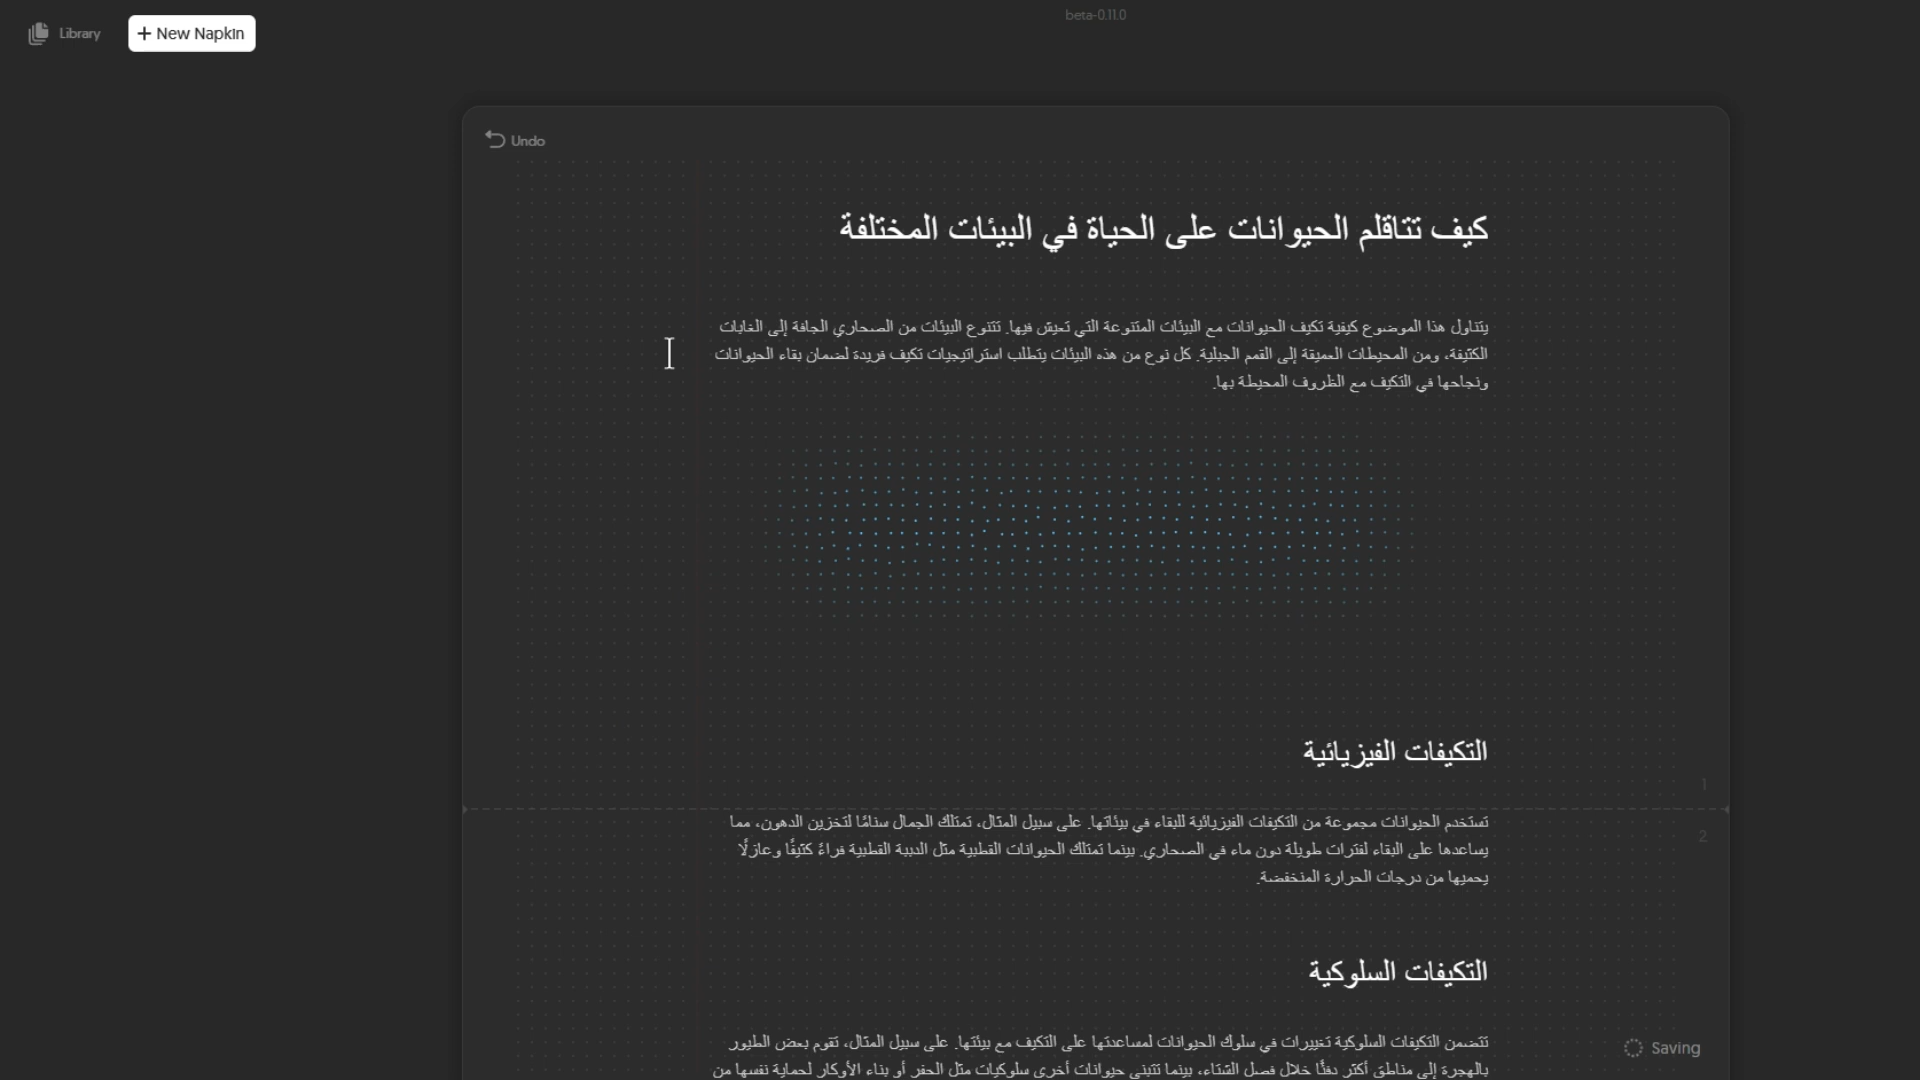 Library
+ New Napkin
beta-0.11.0
Undo
كيف تتاقلم الحيوانات على الحياة في البيئات المختلفة
يتناول هذا الموضوع كيفية تكيف الحيوانات مع البيئات المتنوعة التي تعيش فيها. تتنوع البيئات من الصحاري الجافة إلى الغابات
الكثيفة، ومن المحيطات العميقة إلى القمم الجبلية. كل نوع من هذه البيئات يتطلب استراتيجيات تكيف فريدة لضمان بقاء الحيوانات
ونجاحها في التكيف مع الظروف المحيطة بها.
التكيفات الفيزيائية
1
تستخدم الحيوانات مجموعة من التكيفات الفيزيائية للبقاء في بيئاتها. على سبيل المثال، تمتلك الجمال سنامًا لتخزين الدهون، مما
2
يساعدها على البقاء لفترات طويلة دون ماء في الصحاري. بينما تمتلك الحيوانات القطبية مثل الدببة القطبية فراءً كثيفًا وعازلًا
يحميها من درجات الحرارة المنخفضة.
التكيفات السلوكية
تتضمن التكيفات السلوكية تغييرات في سلوك الحيوانات لمساعدتها على التكيف مع بيئتها. على سبيل المثال، تقوم بعض الطيور
Saving
بالهجرة إلى مناطق أكثر دفئًا خلال فصل الشتاء، بينما تتبنى حيوانات أخرى سلوكيات مثل الحفر أو بناء الأوكار لحماية نفسها من